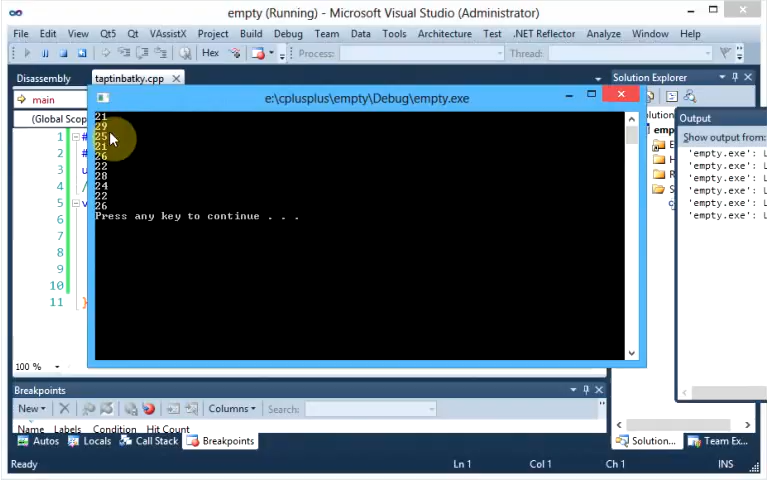 empty (Running) - Microsoft Visual Studio (Administrator)
File Edit View Qt5 Qt VAssistX Project Build Debug Team Data Tools Architecture Test .NET Reflector Analyze Window Help
Hex Process: Thread:
Disassembly taptinbatky.cpp Solution Explorer
main
e:\cplusplus\empty\Debug\empty.exe
(Global
Output
Show output from:
21
29
25
21
26
22
28
24
22
26
Press any key to continue . . .
1
2
3
4
5
6
7
8
9
10
11
'empty.exe': L
'empty.exe': L
'empty.exe': L
'empty.exe': L
'empty.exe': L
'empty.exe': L
100 %
Breakpoints
New Columns Search:
Name Labels Condition Hit Count
Autos Locals Call Stack Breakpoints Solution... Team Ex...
Ready Ln 1 Col 1 Ch 1 INS